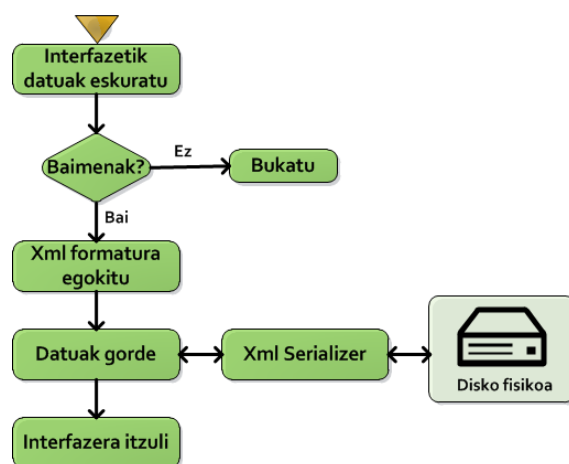 Interfazetik
datuak eskuratu
Baimenak?
Ez
Bukatu
Bai
Xml formatura
egokitu
Datuak gorde
Xml Serializer
Disko fisikoa
Interfazera itzuli